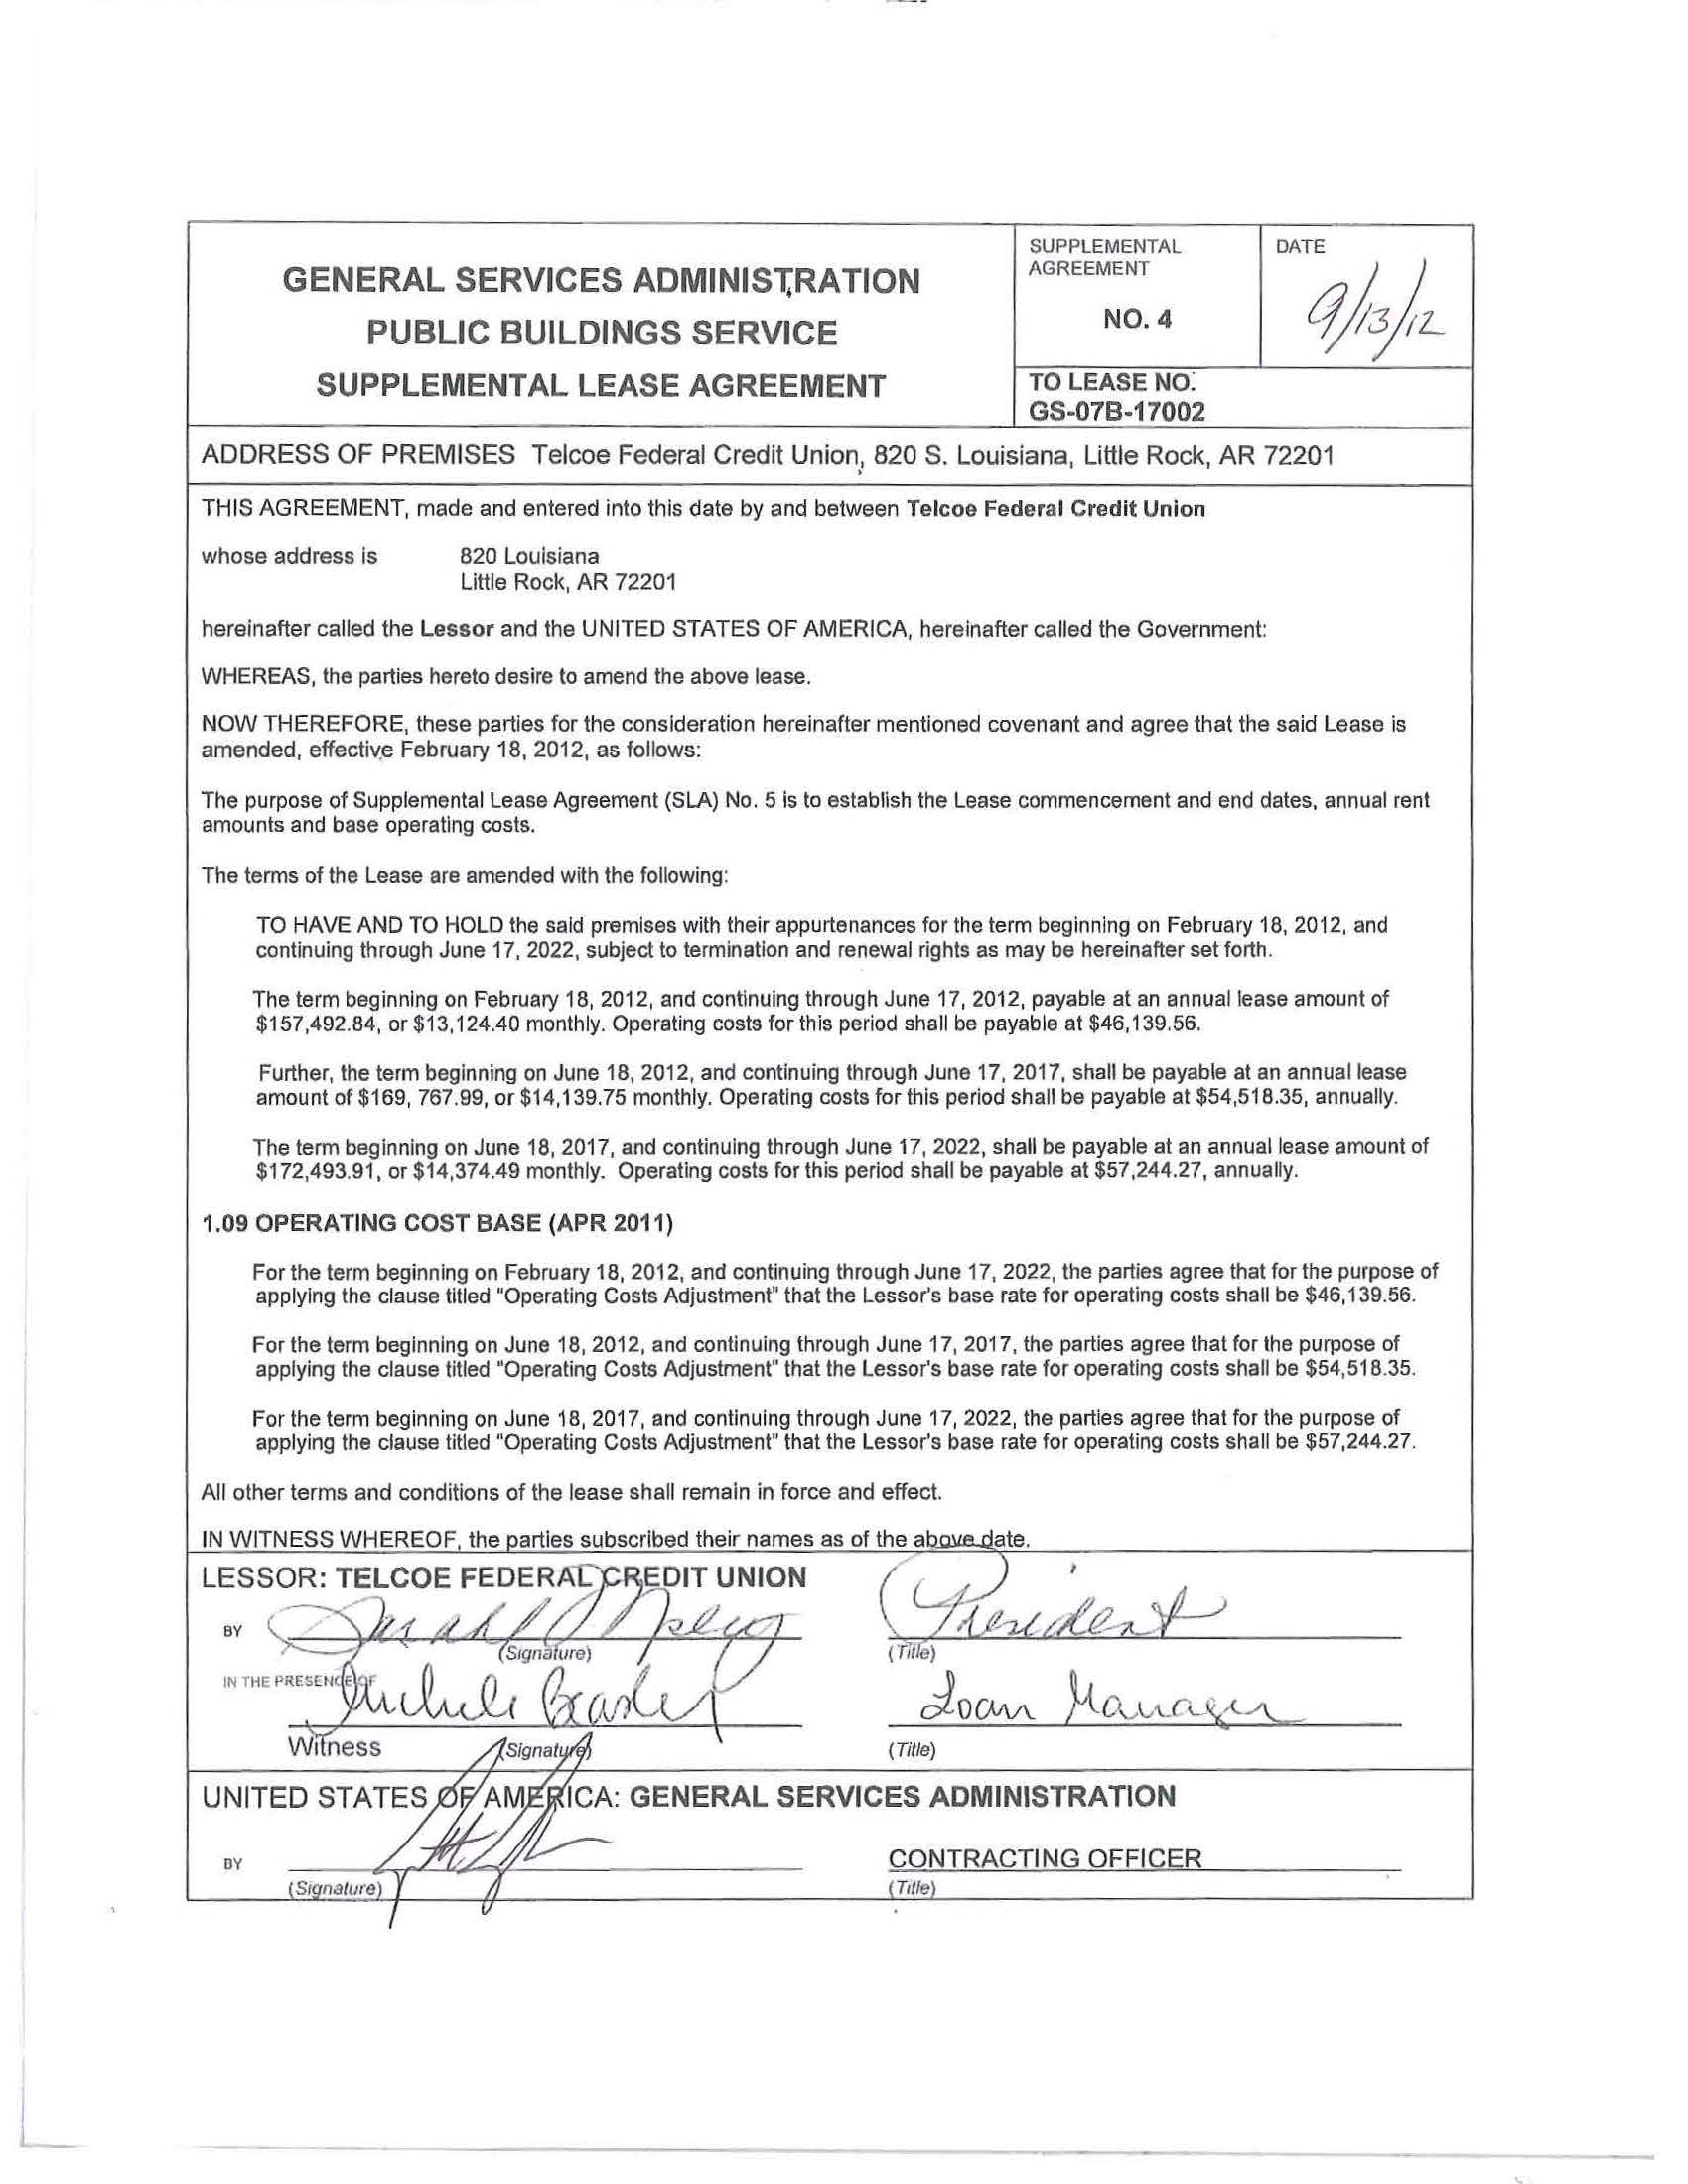 GENERAL SERVICES ADMINISTRATION
PUBLIC BUILDINGS SERVICE
SUPPLEMENTAL LEASE AGREEMENT
SUPPLEMENTAL
AGREEMENT
NO. 4
DATE
9/13/12
TO LEASE NO.
GS-07B-17002
ADDRESS OF PREMISES Telcoe Federal Credit Union, 820 S. Louisiana, Little Rock, AR 72201
THIS AGREEMENT, made and entered into this date by and between Telcoe Federal Credit Union
whose address is 820 Louisiana
Little Rock, AR 72201
hereinafter called the Lessor and the UNITED STATES OF AMERICA, hereinafter called the Government:
WHEREAS, the parties hereto desire to amend the above lease.
NOW THEREFORE, these parties for the consideration hereinafter mentioned covenant and agree that the said Lease is
amended, effective February 18, 2012, as follows:
The purpose of Supplemental Lease Agreement (SLA) No. 5 is to establish the Lease commencement and end dates, annual rent
amounts and base operating costs.
The terms of the Lease are amended with the following:
TO HAVE AND TO HOLD the said premises with their appurtenances for the term beginning on February 18, 2012, and
continuing through June 17, 2022, subject to termination and renewal rights as may be hereinafter set forth.
The term beginning on February 18, 2012, and continuing through June 17, 2012, payable at an annual lease amount of
$157,492.84, or $13,124.40 monthly. Operating costs for this period shall be payable at $46,139.56.
Further, the term beginning on June 18, 2012, and continuing through June 17, 2017, shall be payable at an annual lease
amount of $169, 767.99, or $14,139.75 monthly. Operating costs for this period shall be payable at $54,518.35, annually.
The term beginning on June 18, 2017, and continuing through June 17, 2022, shall be payable at an annual lease amount of
$172,493.91, or $14,374.49 monthly. Operating costs for this period shall be payable at $57,244.27, annually.
1.09 OPERATING COST BASE (APR 2011)
For the term beginning on February 18, 2012, and continuing through June 17, 2022, the parties agree that for the purpose of
applying the clause titled "Operating Costs Adjustment" that the Lessor's base rate for operating costs shall be $46,139.56.
For the term beginning on June 18, 2012, and continuing through June 17, 2017, the parties agree that for the purpose of
applying the clause titled "Operating Costs Adjustment" that the Lessor's base rate for operating costs shall be $54,518.35.
For the term beginning on June 18, 2017, and continuing through June 17, 2022, the parties agree that for the purpose of
applying the clause titled "Operating Costs Adjustment" that the Lessor's base rate for operating costs shall be $57,244.27.
All other terms and conditions of the lease shall remain in force and effect.
IN WITNESS WHEREOF, the parties subscribed their names as of the above date.
LESSOR: TELCOE FEDERAL CREDIT UNION
BY President
(Signature) (Title)
IN THE PRESENCE OF Loan Manager
Witness (Signature) (Title)
UNITED STATES OF AMERICA: GENERAL SERVICES ADMINISTRATION
BY CONTRACTING OFFICER
(Signature) (Title)